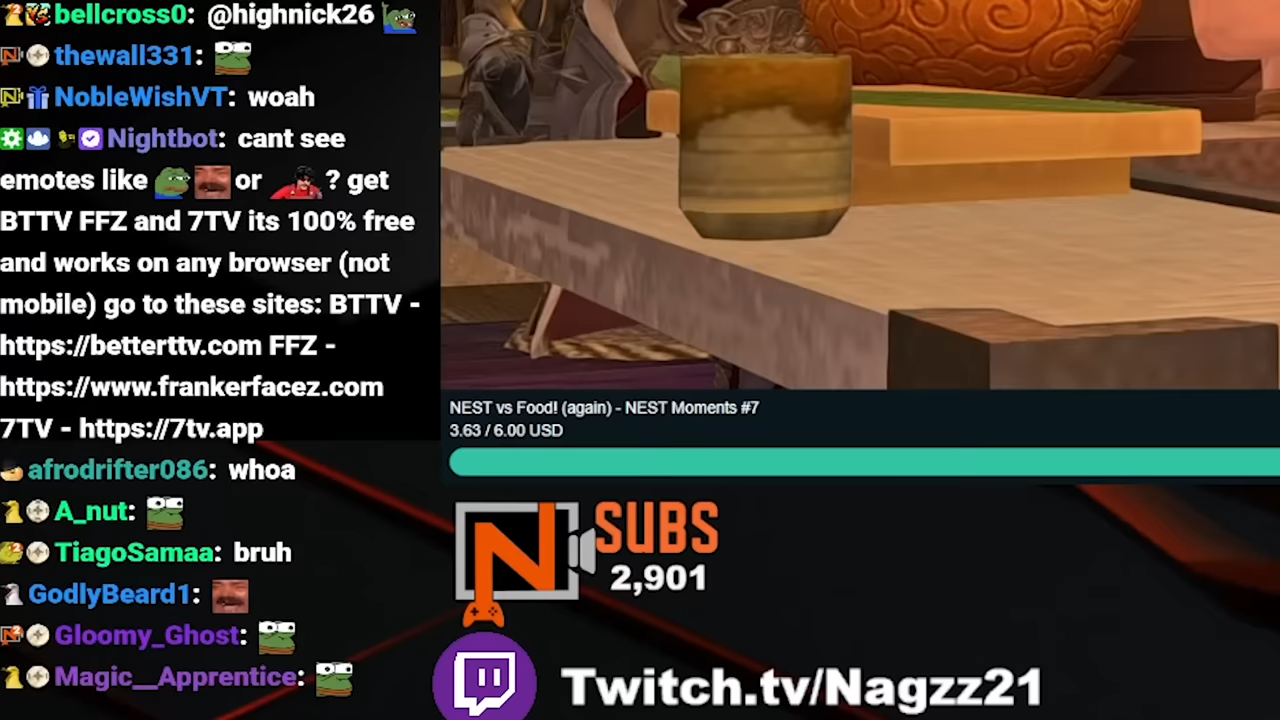 bellcross0: @highnick26
thewall331:
NobleWishVT: woah
Nightbot: cant see
emotes like or ? get
BTTV FFZ and 7TV its 100% free
and works on any browser (not
mobile) go to these sites: BTTV -
https://betterttv.com FFZ -
https://www.frankerfacez.com
7TV - https://7tv.app
afrodrifter086: whoa
A_nut:
TiagoSamaa: bruh
GodlyBeard1:
Gloomy_Ghost:
Magic__Apprentice:
NEST vs Food! (again) - NEST Moments #7
3.63 / 6.00 USD
N SUBS
2,901
Twitch.tv/Nagzz21